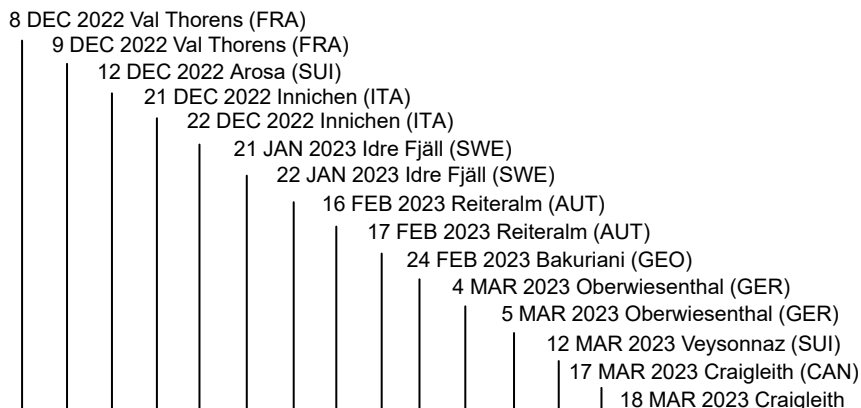 8 DEC 2022 Val Thorens (FRA)
9 DEC 2022 Val Thorens (FRA)
12 DEC 2022 Arosa (SUI)
21 DEC 2022 Innichen (ITA)
22 DEC 2022 Innichen (ITA)
21 JAN 2023 Idre Fjäll (SWE)
22 JAN 2023 Idre Fjäll (SWE)
16 FEB 2023 Reiteralm (AUT)
17 FEB 2023 Reiteralm (AUT)
24 FEB 2023 Bakuriani (GEO)
4 MAR 2023 Oberwiesenthal (GER)
5 MAR 2023 Oberwiesenthal (GER)
12 MAR 2023 Veysonnaz (SUI)
17 MAR 2023 Craigleith (CAN)
18 MAR 2023 Craigleith